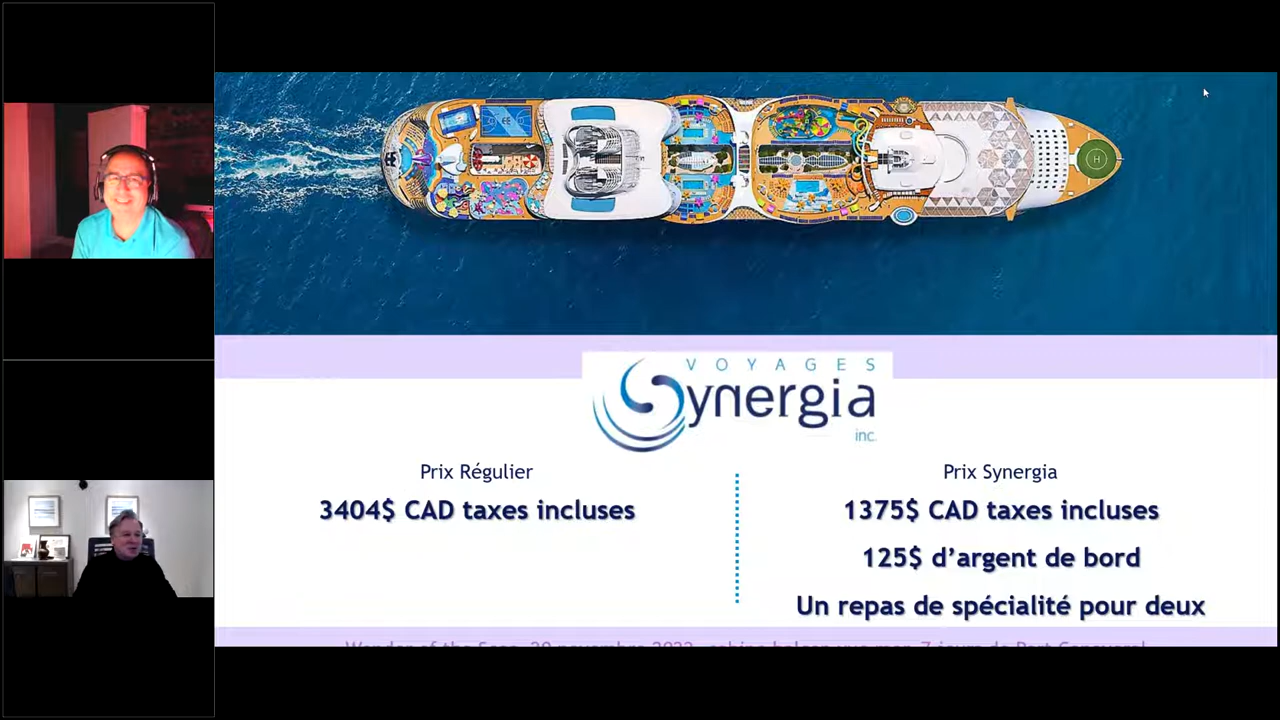 VOYAGES
Synergia
inc.
Prix Régulier
3404$ CAD taxes incluses
Prix Synergia
1375$ CAD taxes incluses
125$ d'argent de bord
Un repas de spécialité pour deux